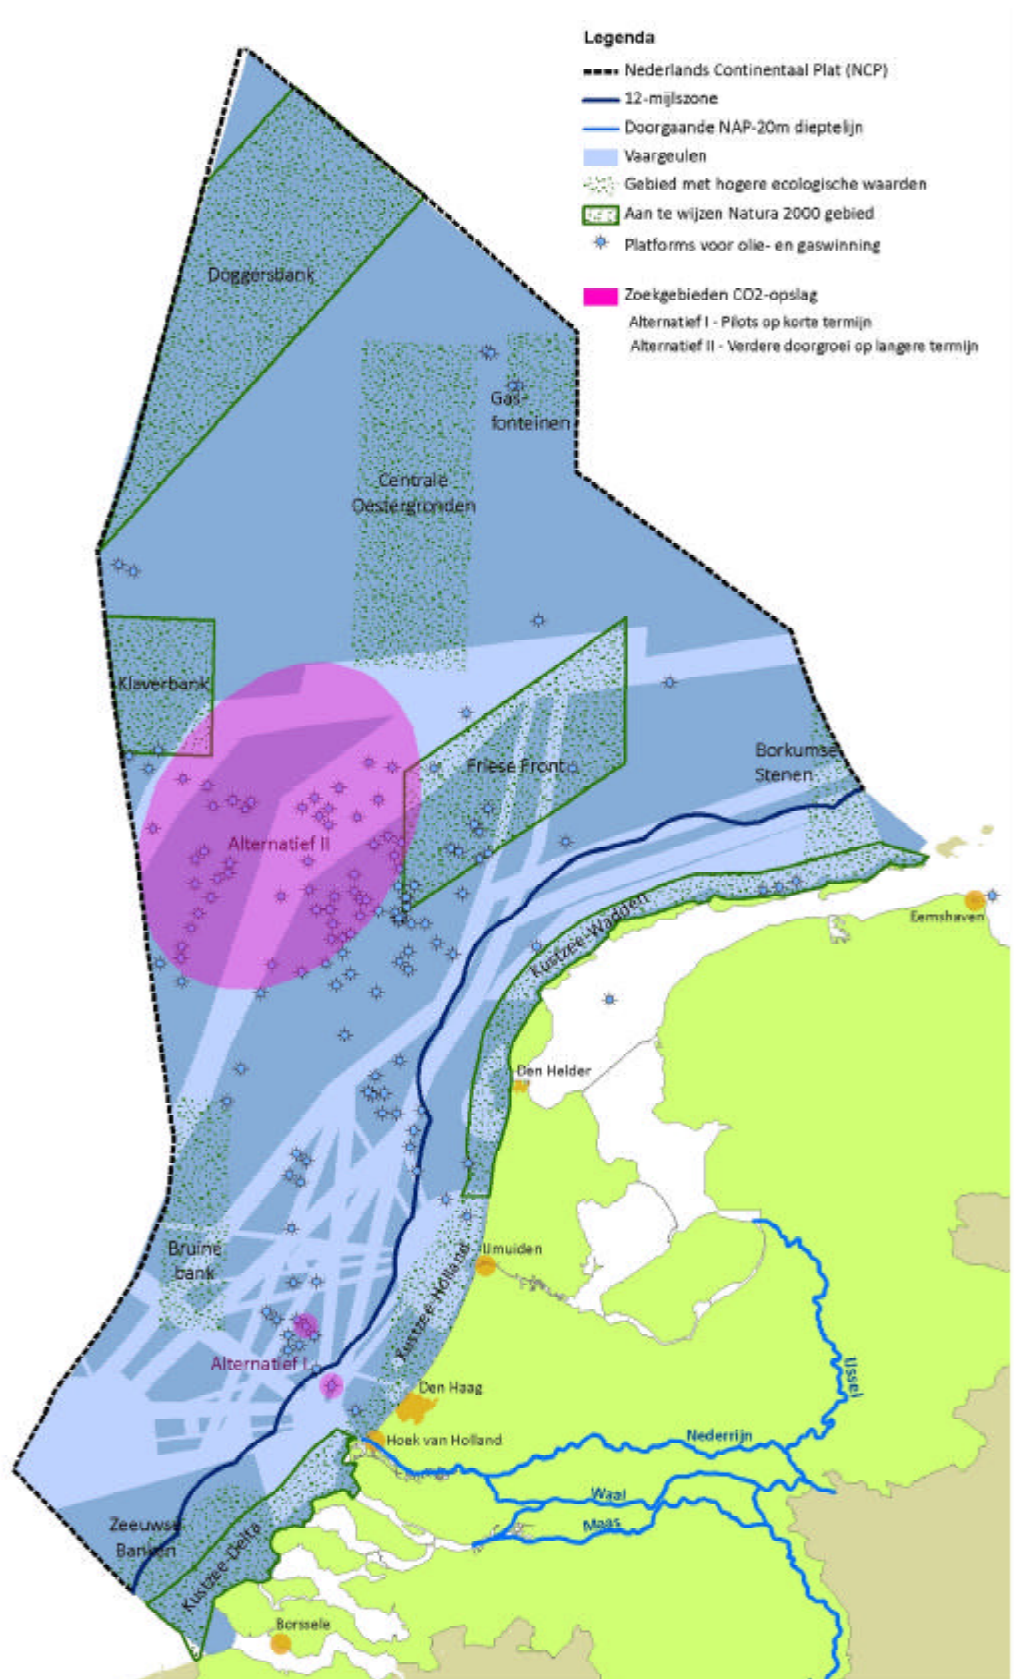 Legenda
Nederlands Continentaal Plat (NCP)
12-mijlszone
Doorgaande NAP-20m dieptelijn
Vaargeulen
Gebied met hogere ecologische waarden
Aan te wijzen Natura 2000 gebied
Platforms voor olie- en gaswinning
Zoekgebieden CO2-opslag
Alternatief I - Pilots op korte termijn
Alternatief II - Verdere doorgroei op langere termijn
Doggersbank
Gas-
fonteinen
Centrale
Oestergronden
Klaverbank
Borkumse
Stenen
Friese Front
Alternatief II
Eemshaven
Kustzee-Wadden
Den Helder
Bruine
bank
IJmuiden
Kustzee-Holland
Alternatief I
Den Haag
IJssel
Hoek van Holland
Nederrijn
Waal
Maas
Zeeuwse
Banken
Kustzee-Delta
Borssele